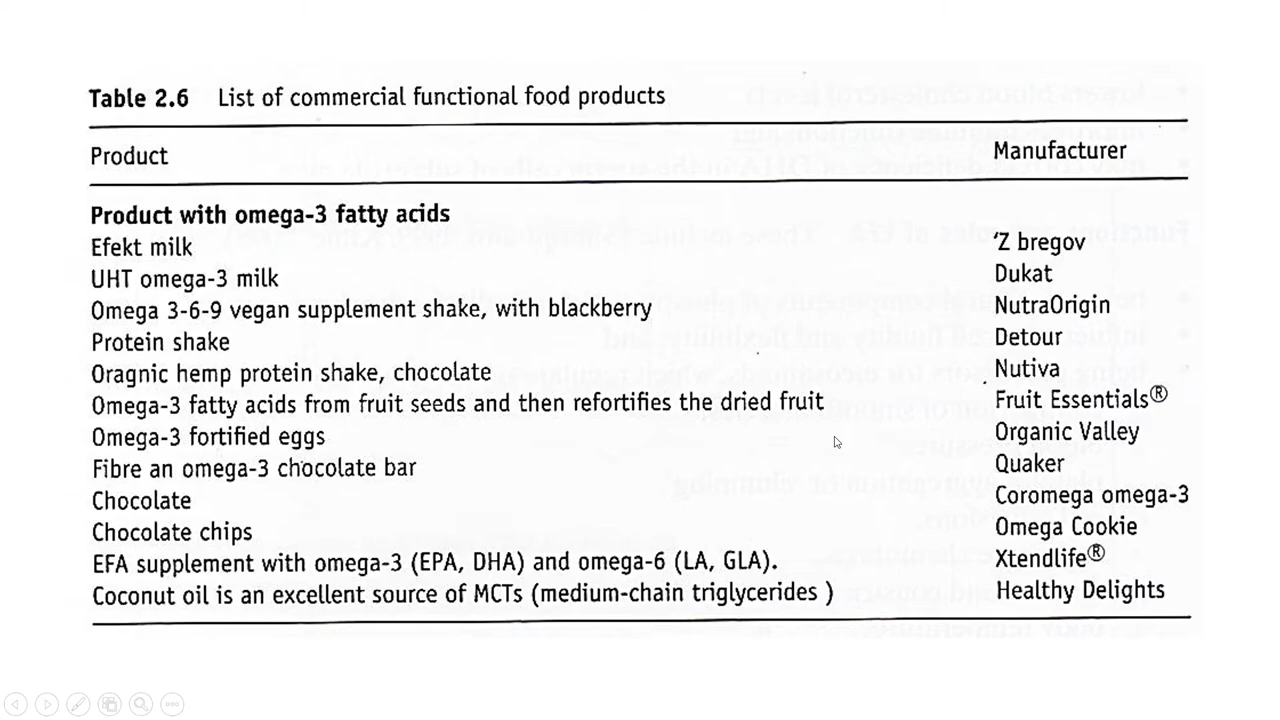 Table 2.6 List of commercial functional food products
Product Manufacturer
Product with omega-3 fatty acids
Efekt milk 'Z bregov
UHT omega-3 milk Dukat
Omega 3-6-9 vegan supplement shake, with blackberry NutraOrigin
Protein shake Detour
Oragnic hemp protein shake, chocolate Nutiva
Omega-3 fatty acids from fruit seeds and then refortifies the dried fruit Fruit Essentials®
Omega-3 fortified eggs Organic Valley
Fibre an omega-3 chocolate bar Quaker
Chocolate Coromega omega-3
Chocolate chips Omega Cookie
EFA supplement with omega-3 (EPA, DHA) and omega-6 (LA, GLA). Xtendlife®
Coconut oil is an excellent source of MCTs (medium-chain triglycerides ) Healthy Delights